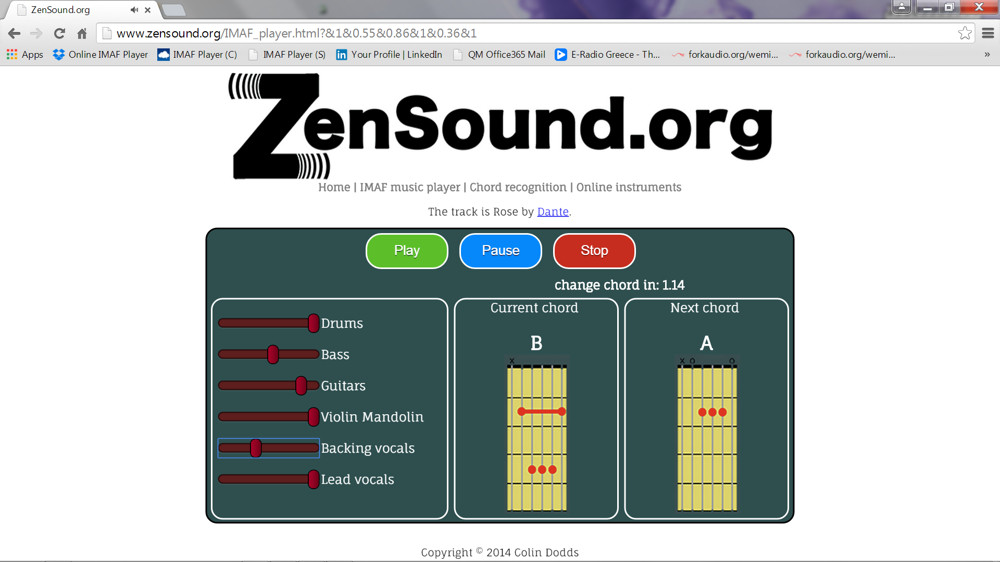 ZenSound.org
www.zensound.org/IMAF_player.html?&1&0.55&0.86&1&0.36&1
Apps Online IMAF Player IMAF Player (C) IMAF Player (S) Your Profile | LinkedIn QM Office365 Mail E-Radio Greece - Th... forkaudio.org/wemi... forkaudio.org/wemi... »
ZenSound.org
Home | IMAF music player | Chord recognition | Online instruments
The track is Rose by Dante.
Play Pause Stop
change chord in: 1.14
Drums
Bass
Guitars
Violin Mandolin
Backing vocals
Lead vocals
Current chord
B
x
Next chord
A
x o o
Copyright © 2014 Colin Dodds